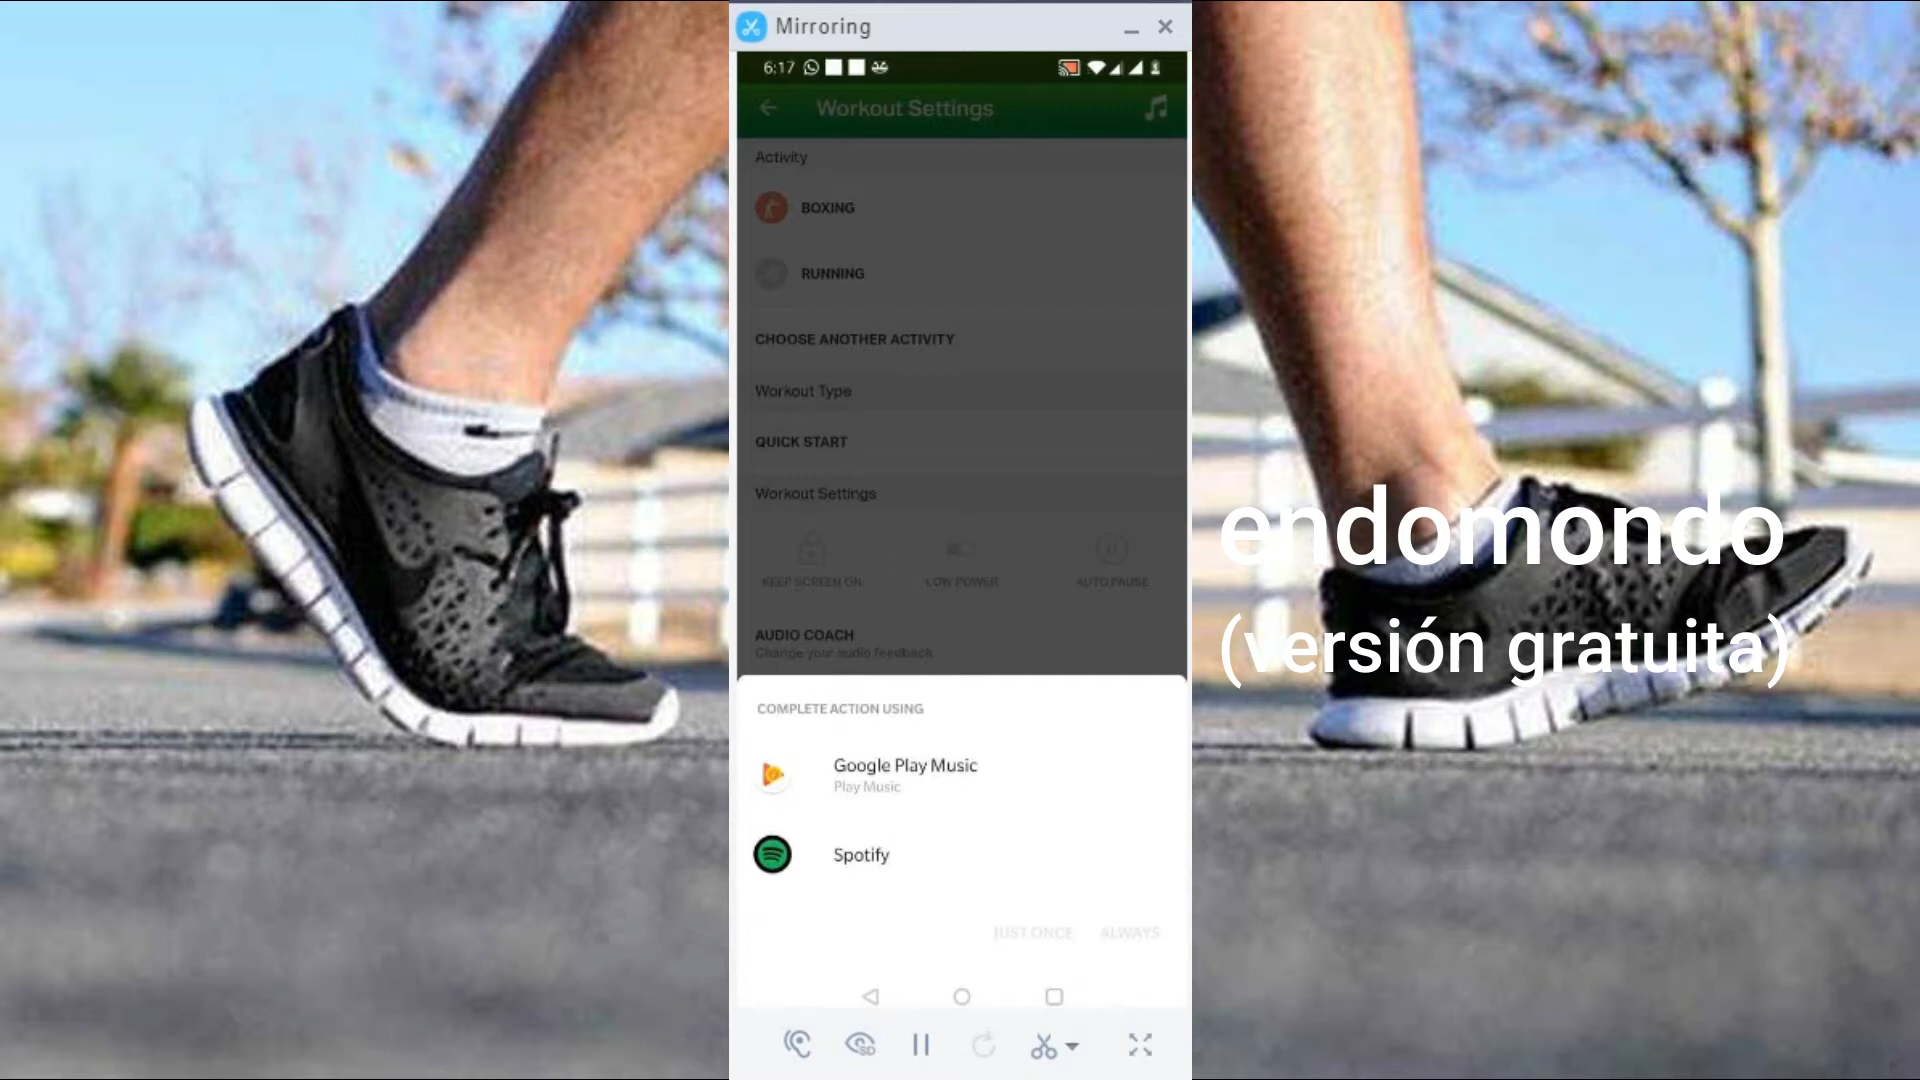 Mirroring
6:17
Workout Settings
Activity
BOXING
RUNNING
CHOOSE ANOTHER ACTIVITY
Workout Type
QUICK START
Workout Settings
KEEP SCREEN ON
LOW POWER
AUTO PAUSE
AUDIO COACH
Change your audio feedback
COMPLETE ACTION USING
Google Play Music
Play Music
Spotify
JUST ONCE
ALWAYS
SD
endomondo
(versión gratuita)